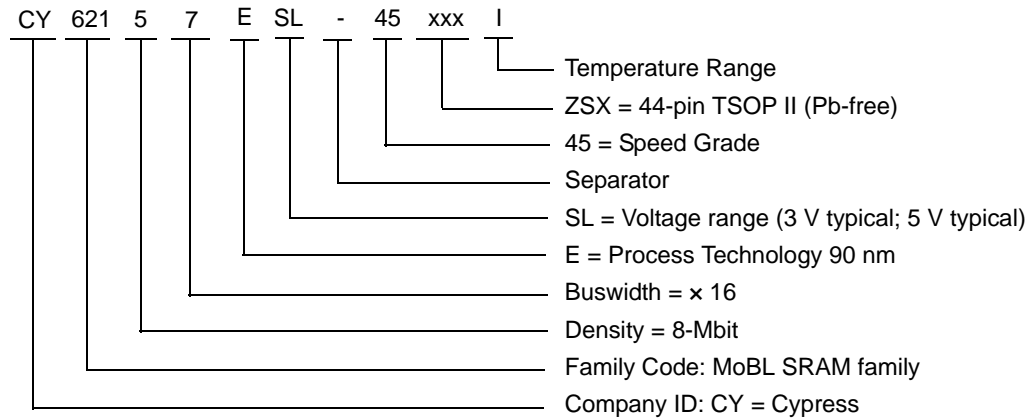 CY 621 5 7 E SL - 45 xxx I
Temperature Range
ZSX = 44-pin TSOP II (Pb-free)
45 = Speed Grade
Separator
SL = Voltage range (3 V typical; 5 V typical)
E = Process Technology 90 nm
Buswidth = × 16
Density = 8-Mbit
Family Code: MoBL SRAM family
Company ID: CY = Cypress